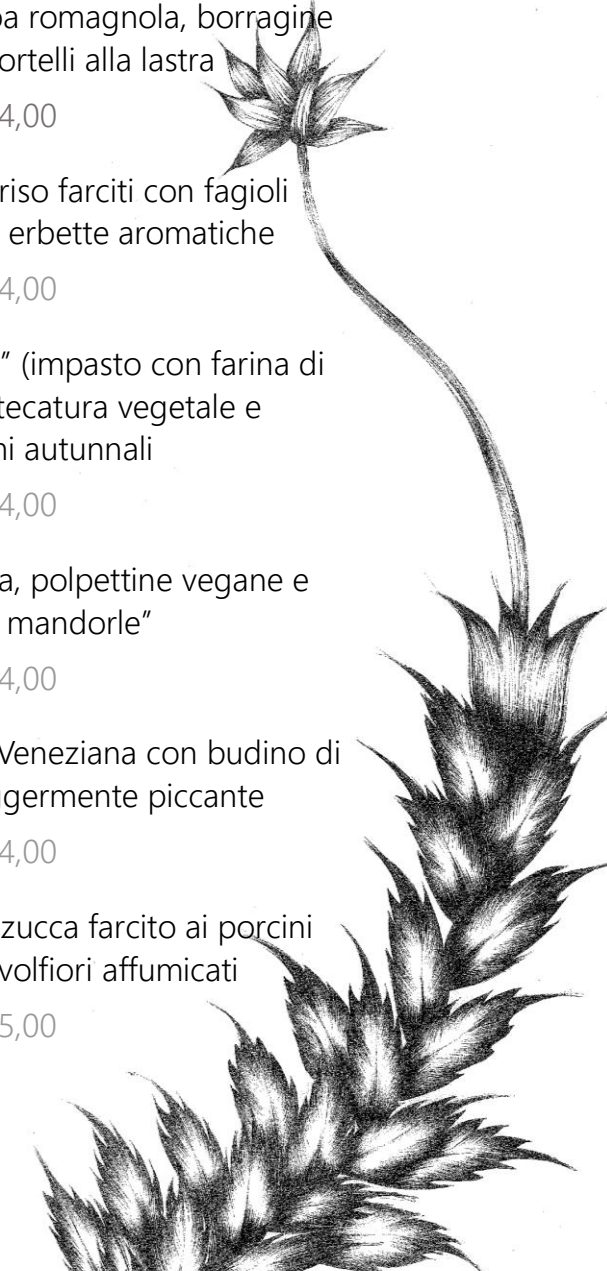 pa romagnola, borragine
ortelli alla lastra
4,00
riso farciti con fagioli
erbette aromatiche
4,00
” (impasto con farina di
tecatura vegetale e
ni autunnali
4,00
a, polpettine vegane e
mandorle”
4,00
Veneziana con budino di
ggermente piccante
4,00
zucca farcito ai porcini
volfiori affumicati
5,00